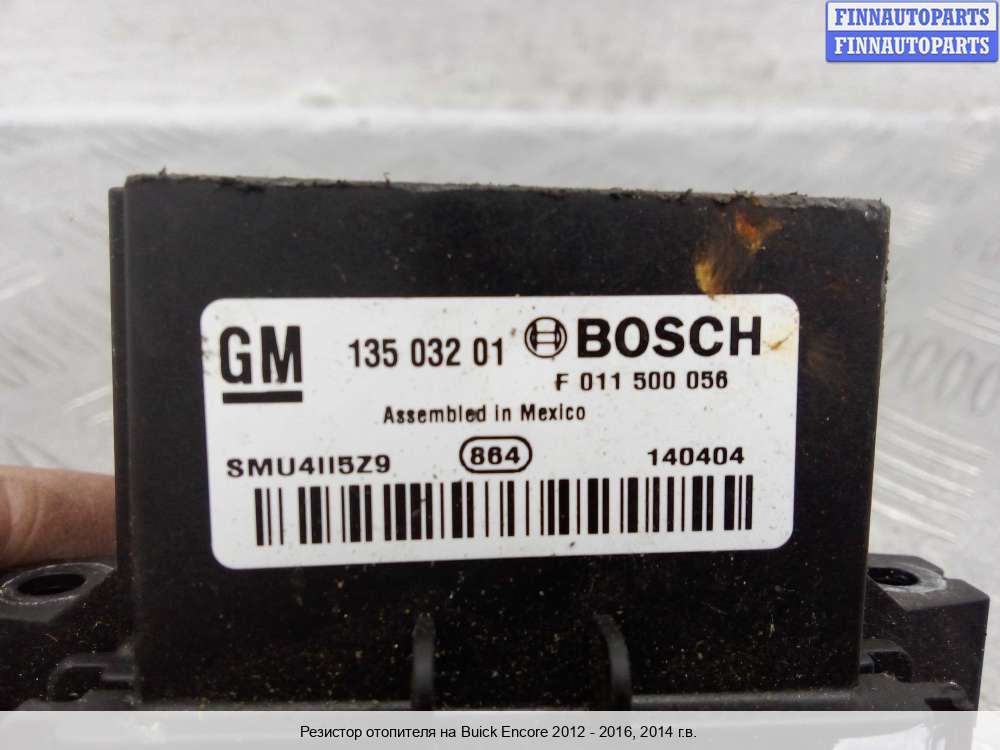 FINNAUTOPARTS
FINNAUTOPARTS
GM 135 032 01 BOSCH
F 011 500 056
Assembled in Mexico
SMU4II5Z9 864 140404
Резистор отопителя на Buick Encore 2012 - 2016, 2014 г.в.